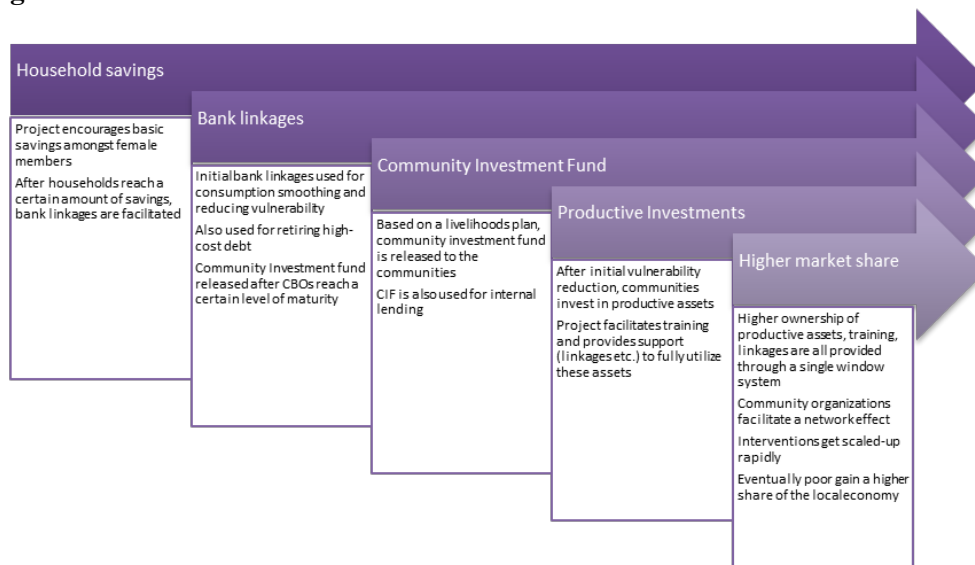 Household savings
Project encourages basic
savings amongst female
members
After households reach a
certain amount of savings,
bank linkages are facilitated
Bank linkages
Initial bank linkages used for
consumption smoothing and
reducing vulnerability
Also used for retiring high-
cost debt
Community Investment fund
released after CBOs reach a
certain level of maturity
Community Investment Fund
Based on a livelihoods plan,
community investment fund
is released to the
communities
CIF is also used for internal
lending
Productive Investments
After initial vulnerability
reduction, communities
invest in productive assets
Project facilitates training
and provides support
(linkages etc.) to fully utilize
these assets
Higher market share
Higher ownership of
productive assets, training,
linkages are all provided
through a single window
system
Community organizations
facilitate a network effect
Interventions get scaled-up
rapidly
Eventually poor gain a higher
share of the local economy